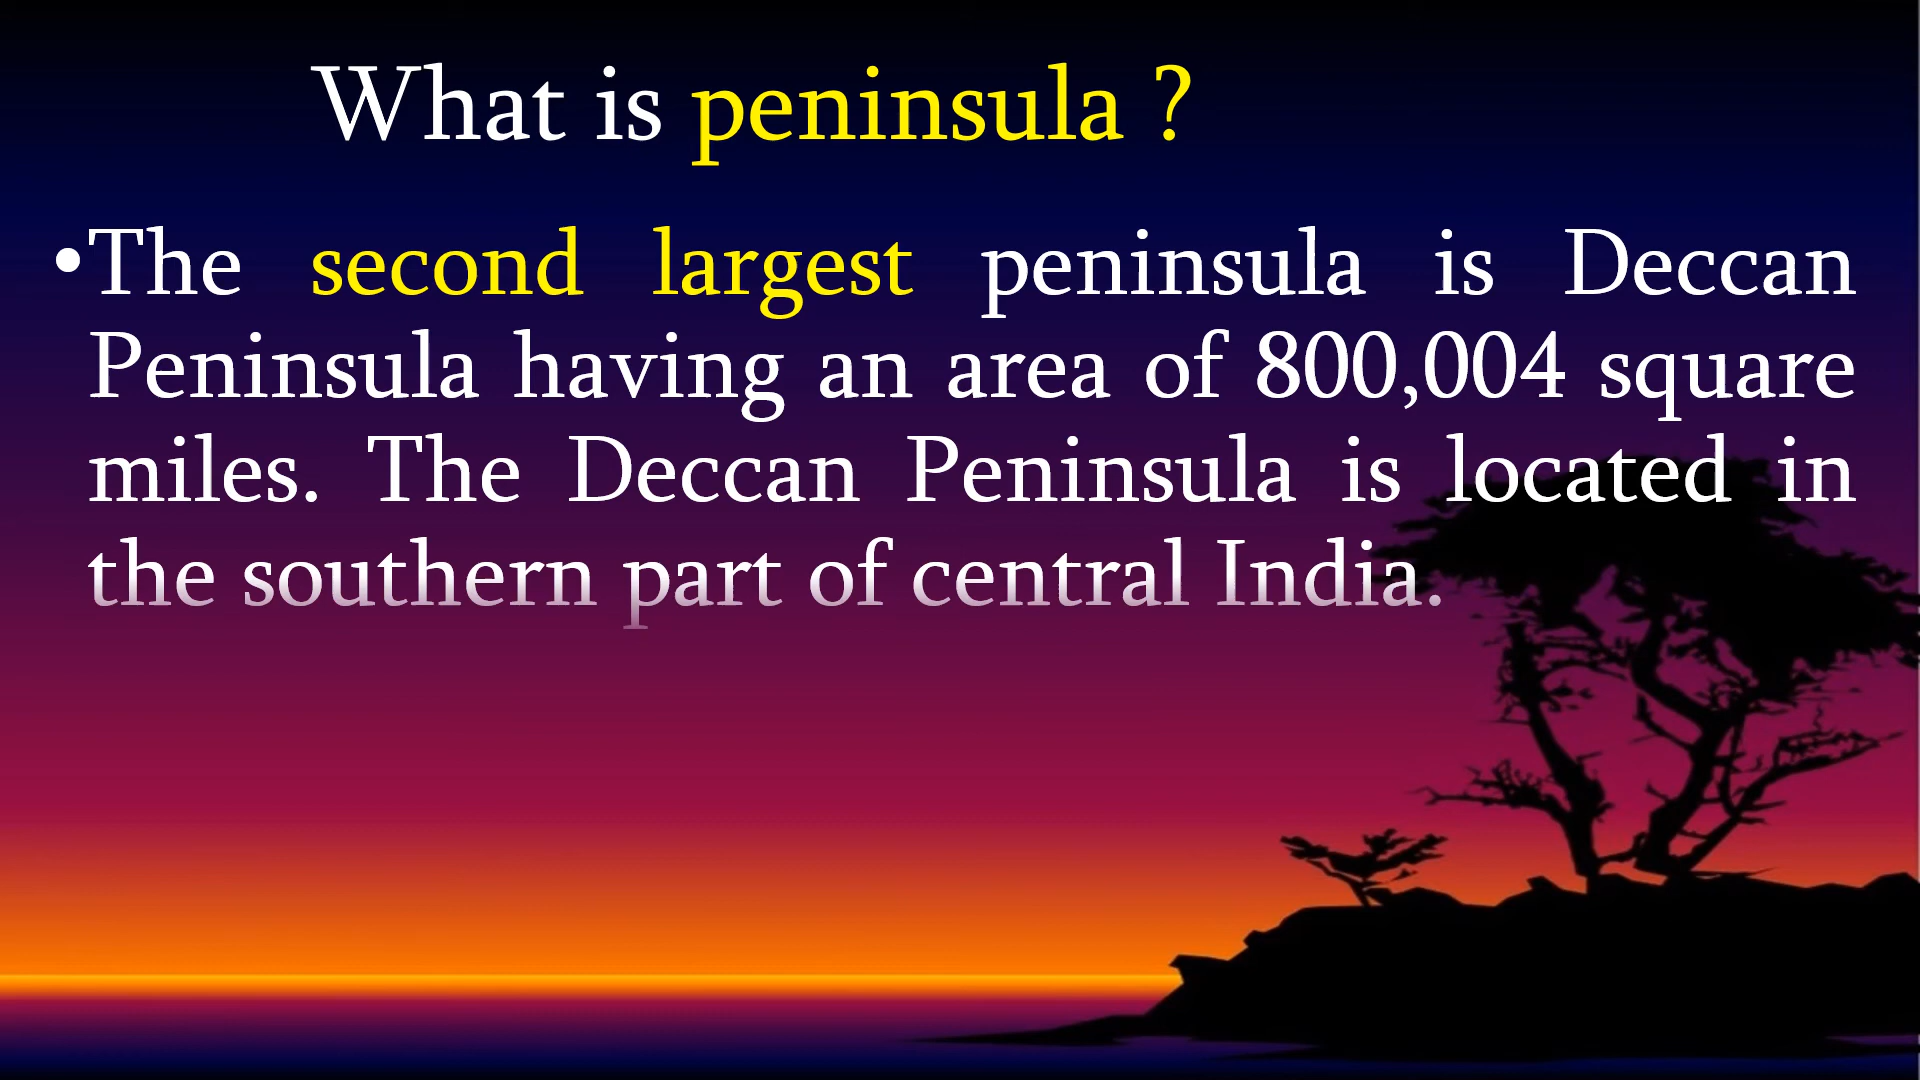 What is peninsula ?
•The second largest peninsula is Deccan
Peninsula having an area of 800,004 square
miles. The Deccan Peninsula is located in
the southern part of central India.